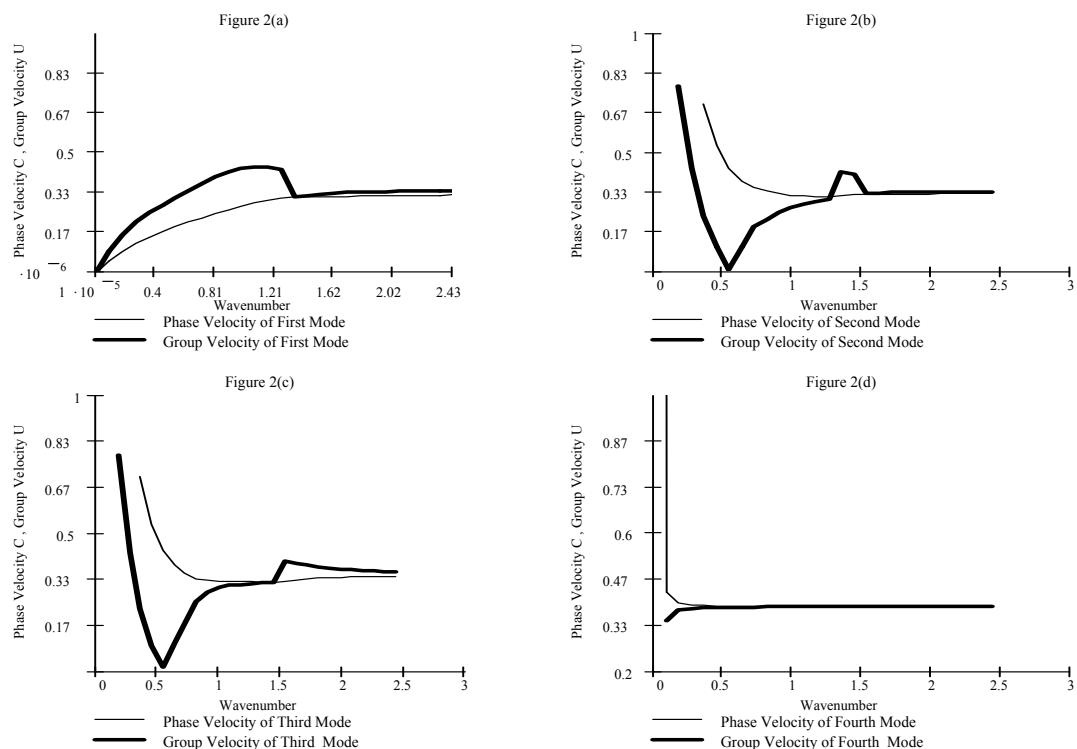 Figure 2(a)
Phase Velocity C , Group Velocity U
0.83
0.67
0.5
0.33
0.17
· 10 −6
1 · 10 −5
0.4
0.81
1.21
1.62
2.02
2.43
Wavenumber
Phase Velocity of First Mode
Group Velocity of First Mode
Figure 2(b)
Phase Velocity C , Group Velocity U
1
0.83
0.67
0.5
0.33
0.17
0
0.5
1
1.5
2
2.5
3
Wavenumber
Phase Velocity of Second Mode
Group Velocity of Second Mode
Figure 2(c)
Phase Velocity C , Group Velocity U
1
0.83
0.67
0.5
0.33
0.17
0
0.5
1
1.5
2
2.5
3
Wavenumber
Phase Velocity of Third Mode
Group Velocity of Third Mode
Figure 2(d)
Phase Velocity C , Group Velocity U
0.87
0.73
0.6
0.47
0.33
0.2
0
0.5
1
1.5
2
2.5
3
Wavenumber
Phase Velocity of Fourth Mode
Group Velocity of Fourth Mode